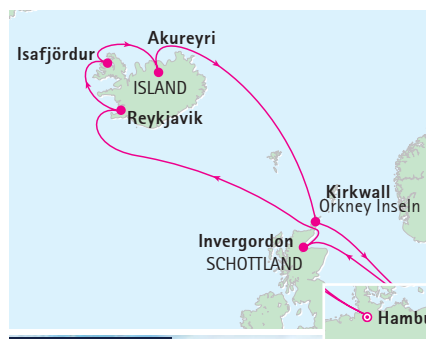 Akureyri
Isafjördur
ISLAND
Reykjavik
Kirkwall
Orkney Inseln
Invergordon
SCHOTTLAND
Hambu